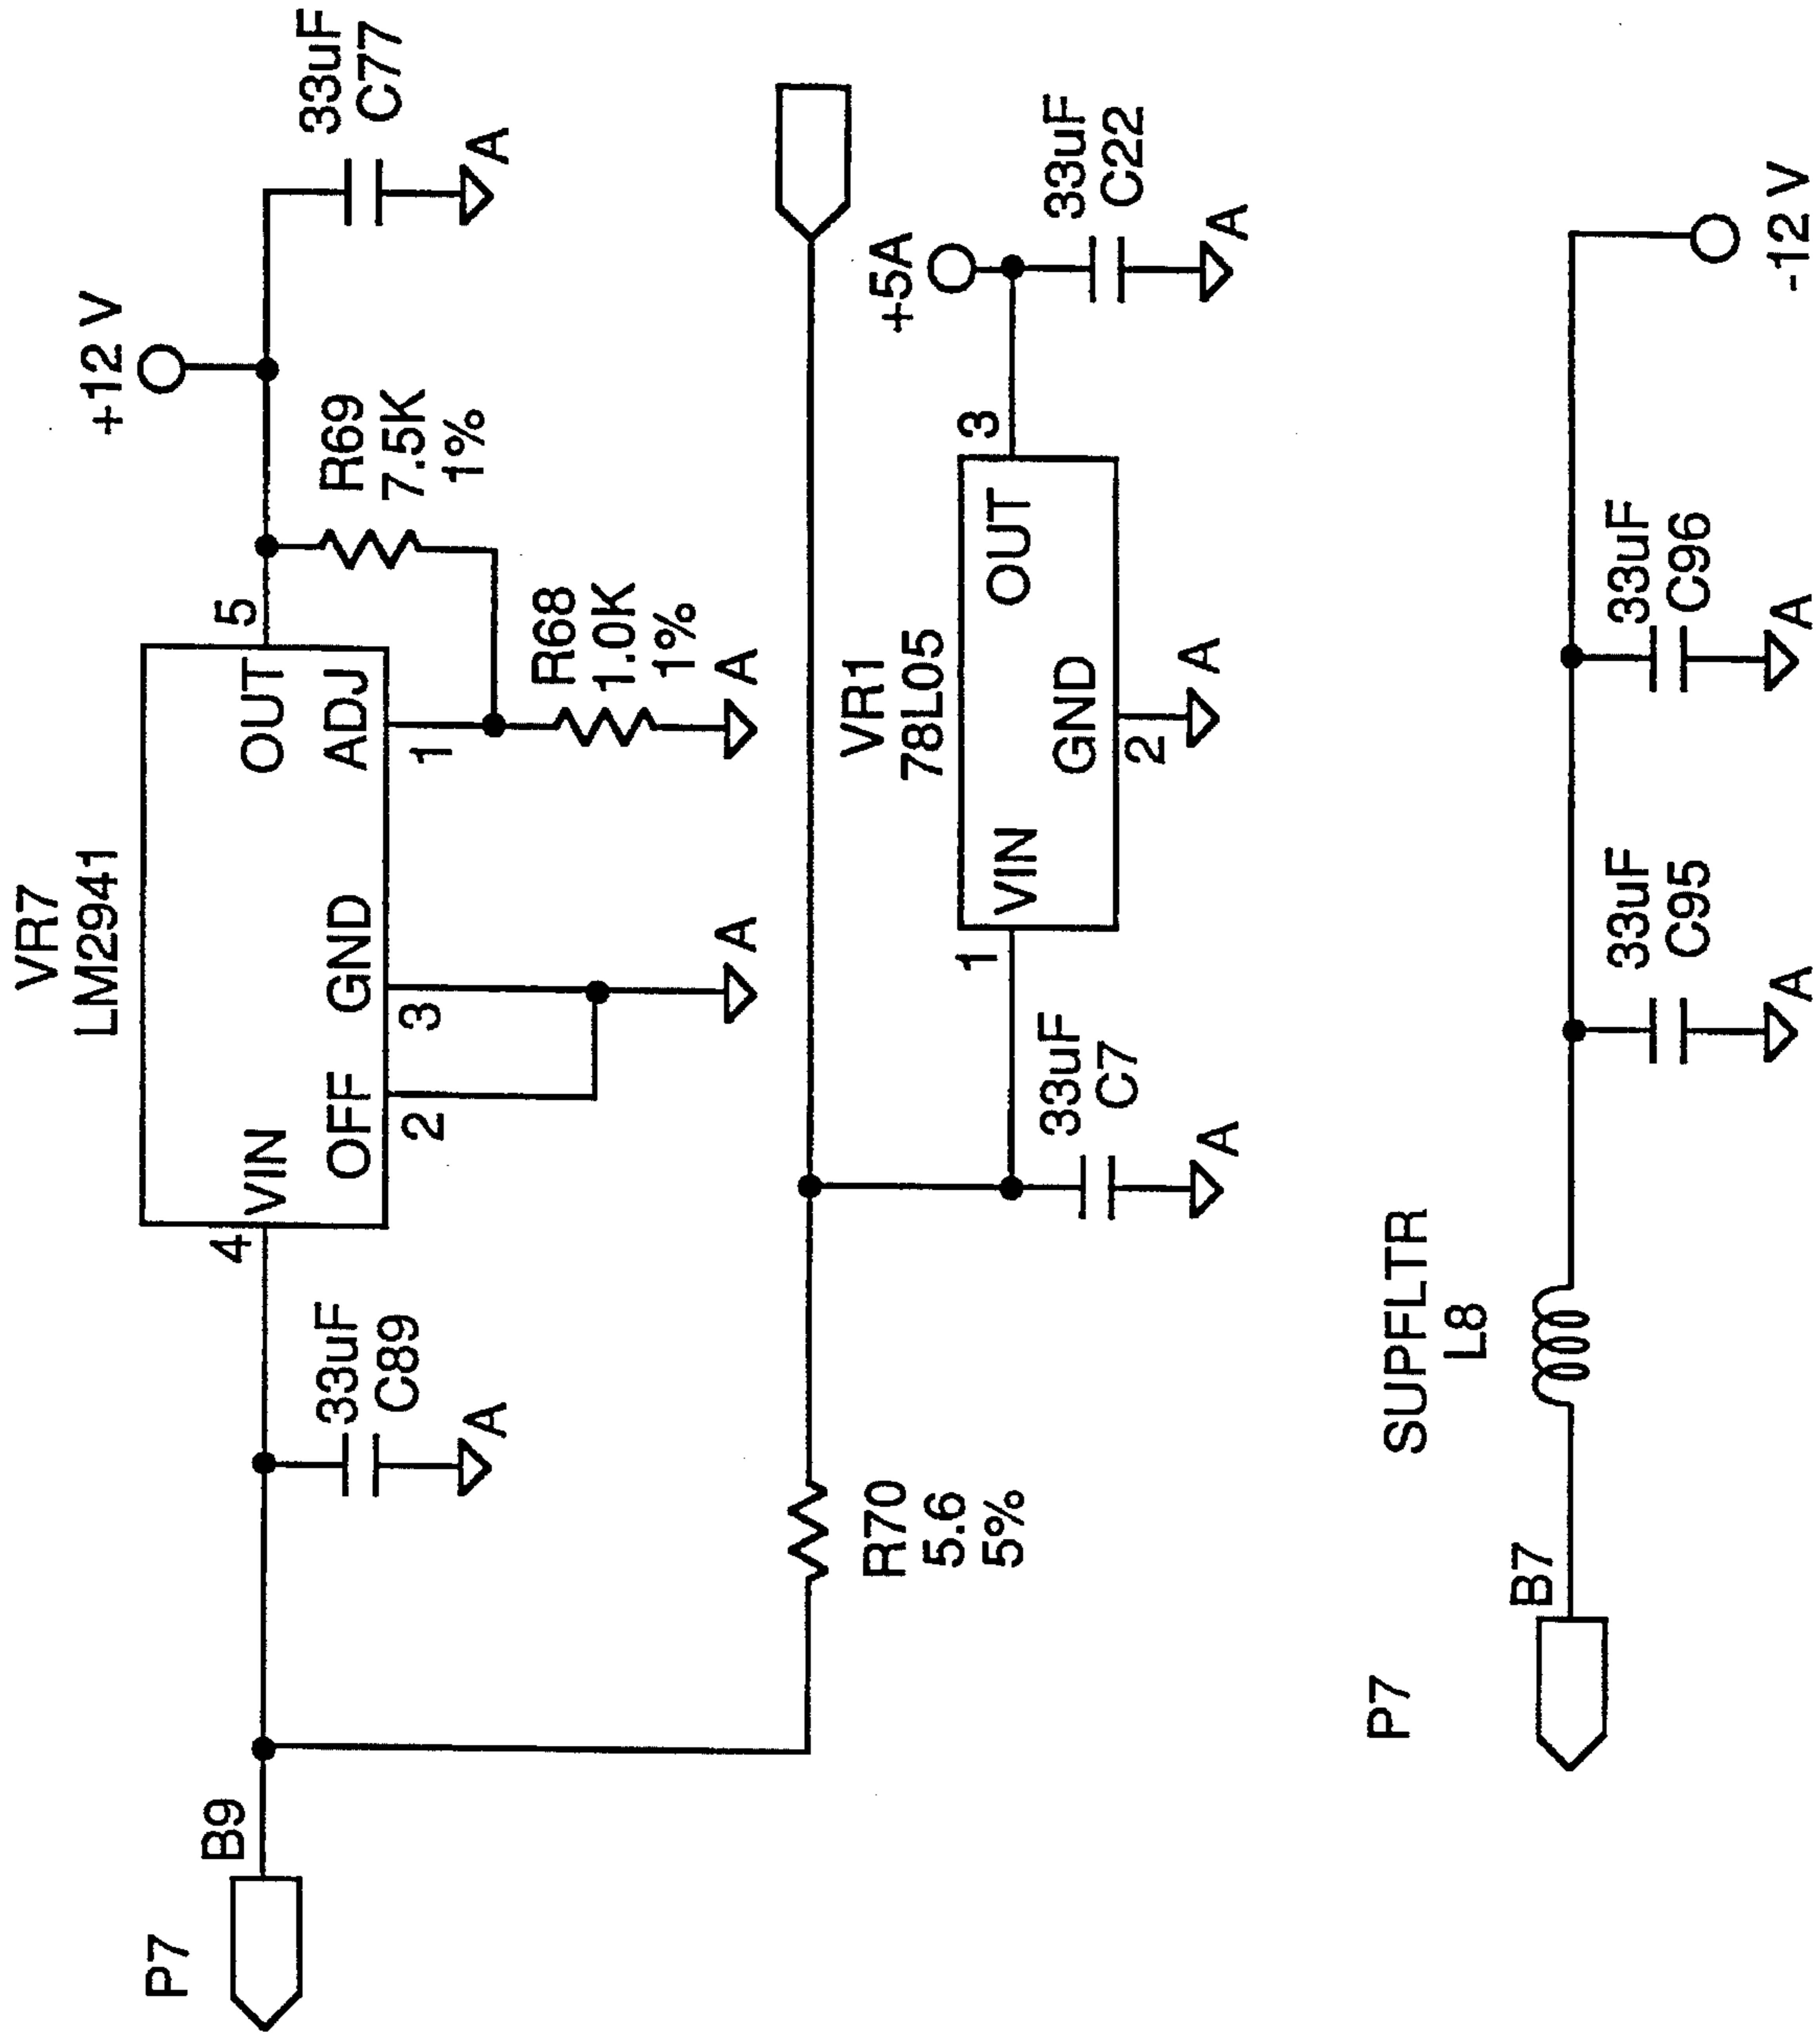 P7
B9
33uF
C89
A
VR7
LM2941
4
VIN
OFF
GND
OUT
ADJ
2
3
1
5
A
R69
7.5K
1%
R68
1.0K
1%
A
+12 V
33uF
C77
A
R70
5.6
5%
33uF
C7
A
VR1
78L05
1
VIN
GND
OUT
2
3
A
+5A
33uF
C22
A
P7
B7
SUPFLTR
L8
33uF
C95
A
33uF
C96
A
-12 V